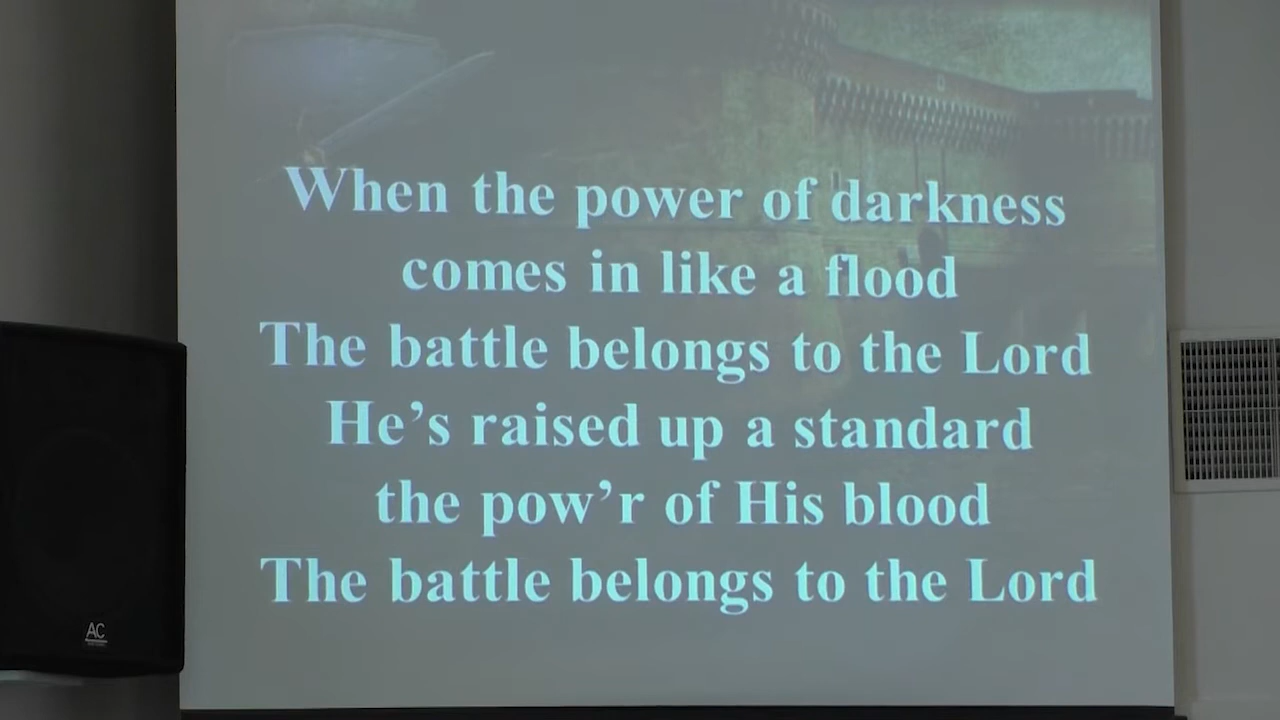 When the power of darkness
comes in like a flood
The battle belongs to the Lord
He’s raised up a standard
the pow’r of His blood
The battle belongs to the Lord
AC